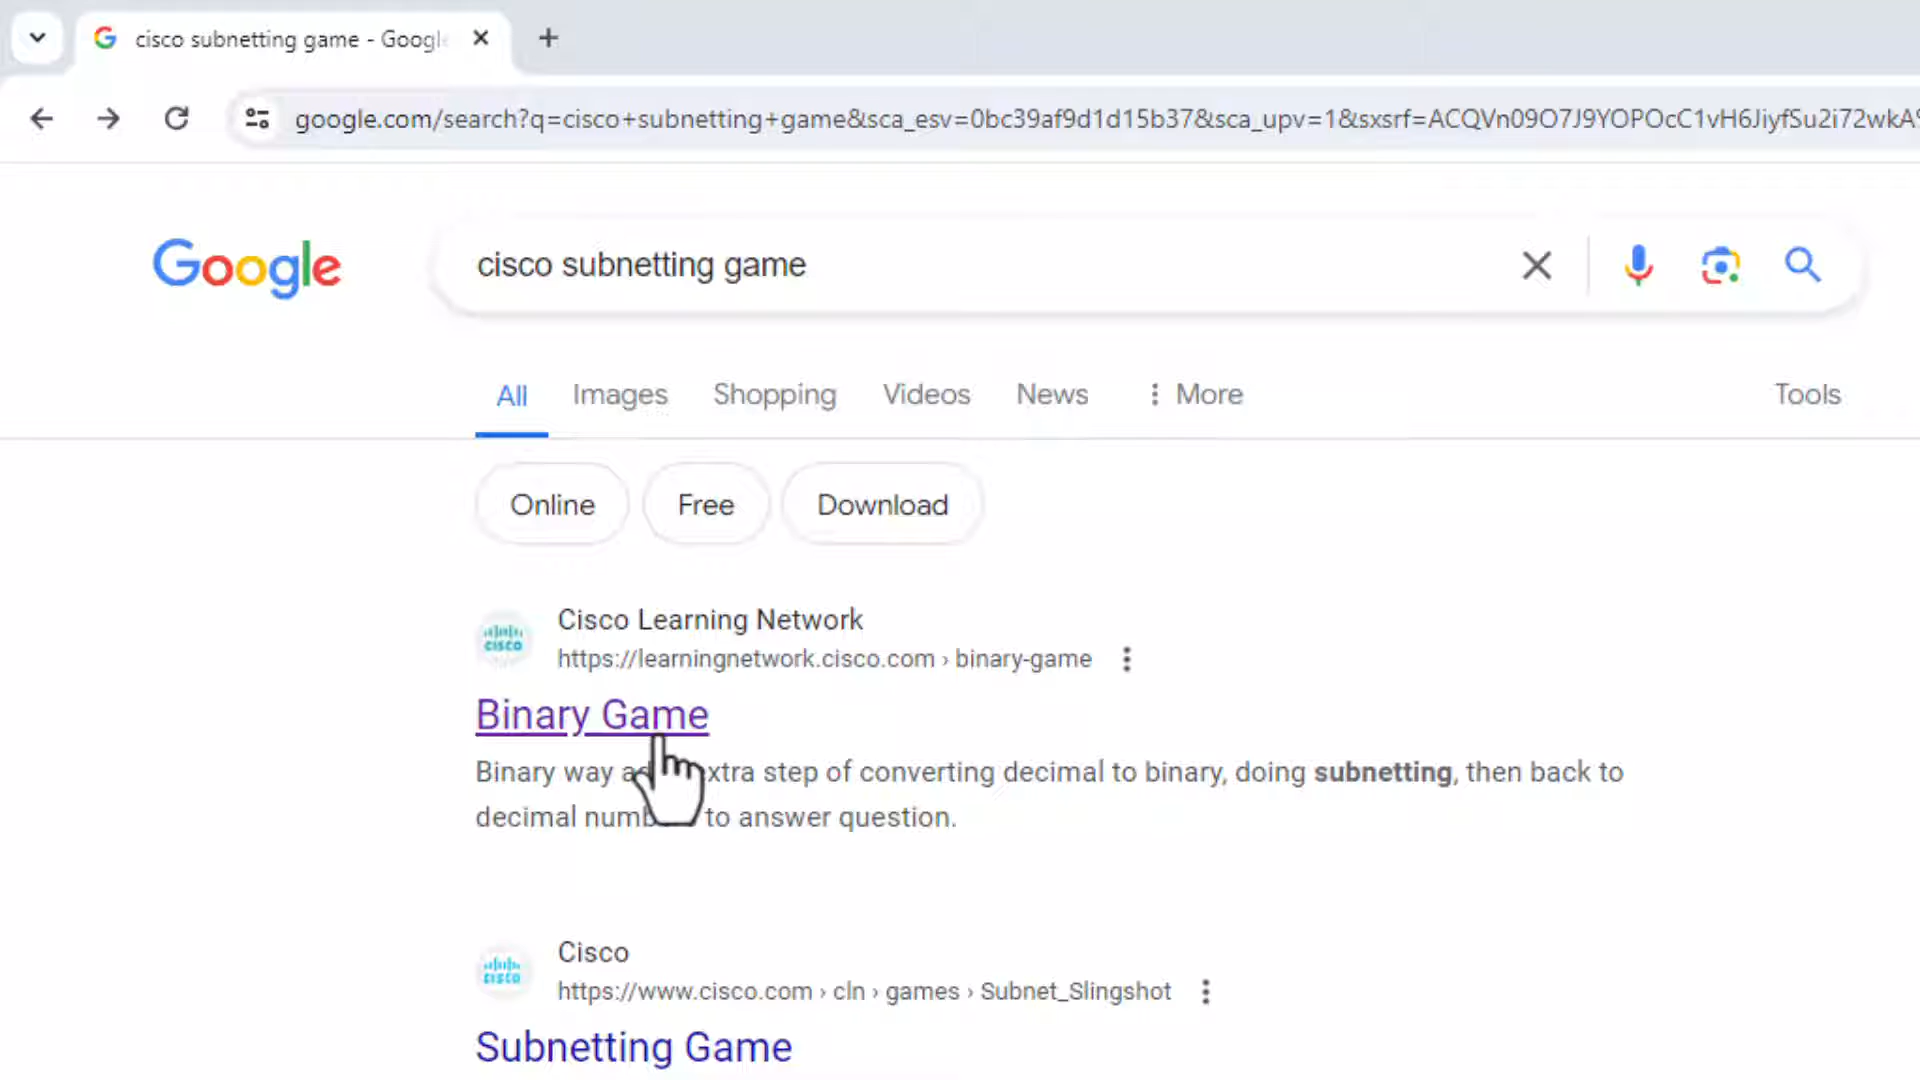 cisco subnetting game - Googl
google.com/search?q=cisco+subnetting+game&sca_esv=0bc39af9d1d15b37&sca_upv=1&sxsrf=ACQVn09O7J9YOPOcC1vH6JiyfSu2i72wkA
Google
cisco subnetting game
All Images Shopping Videos News More Tools
Online Free Download
cisco
Cisco Learning Network
https://learningnetwork.cisco.com › binary-game
Binary Game
Binary way xtra step of converting decimal to binary, doing subnetting, then back to
decimal to answer question.
cisco
Cisco
https://www.cisco.com › cln › games › Subnet_Slingshot
Subnetting Game